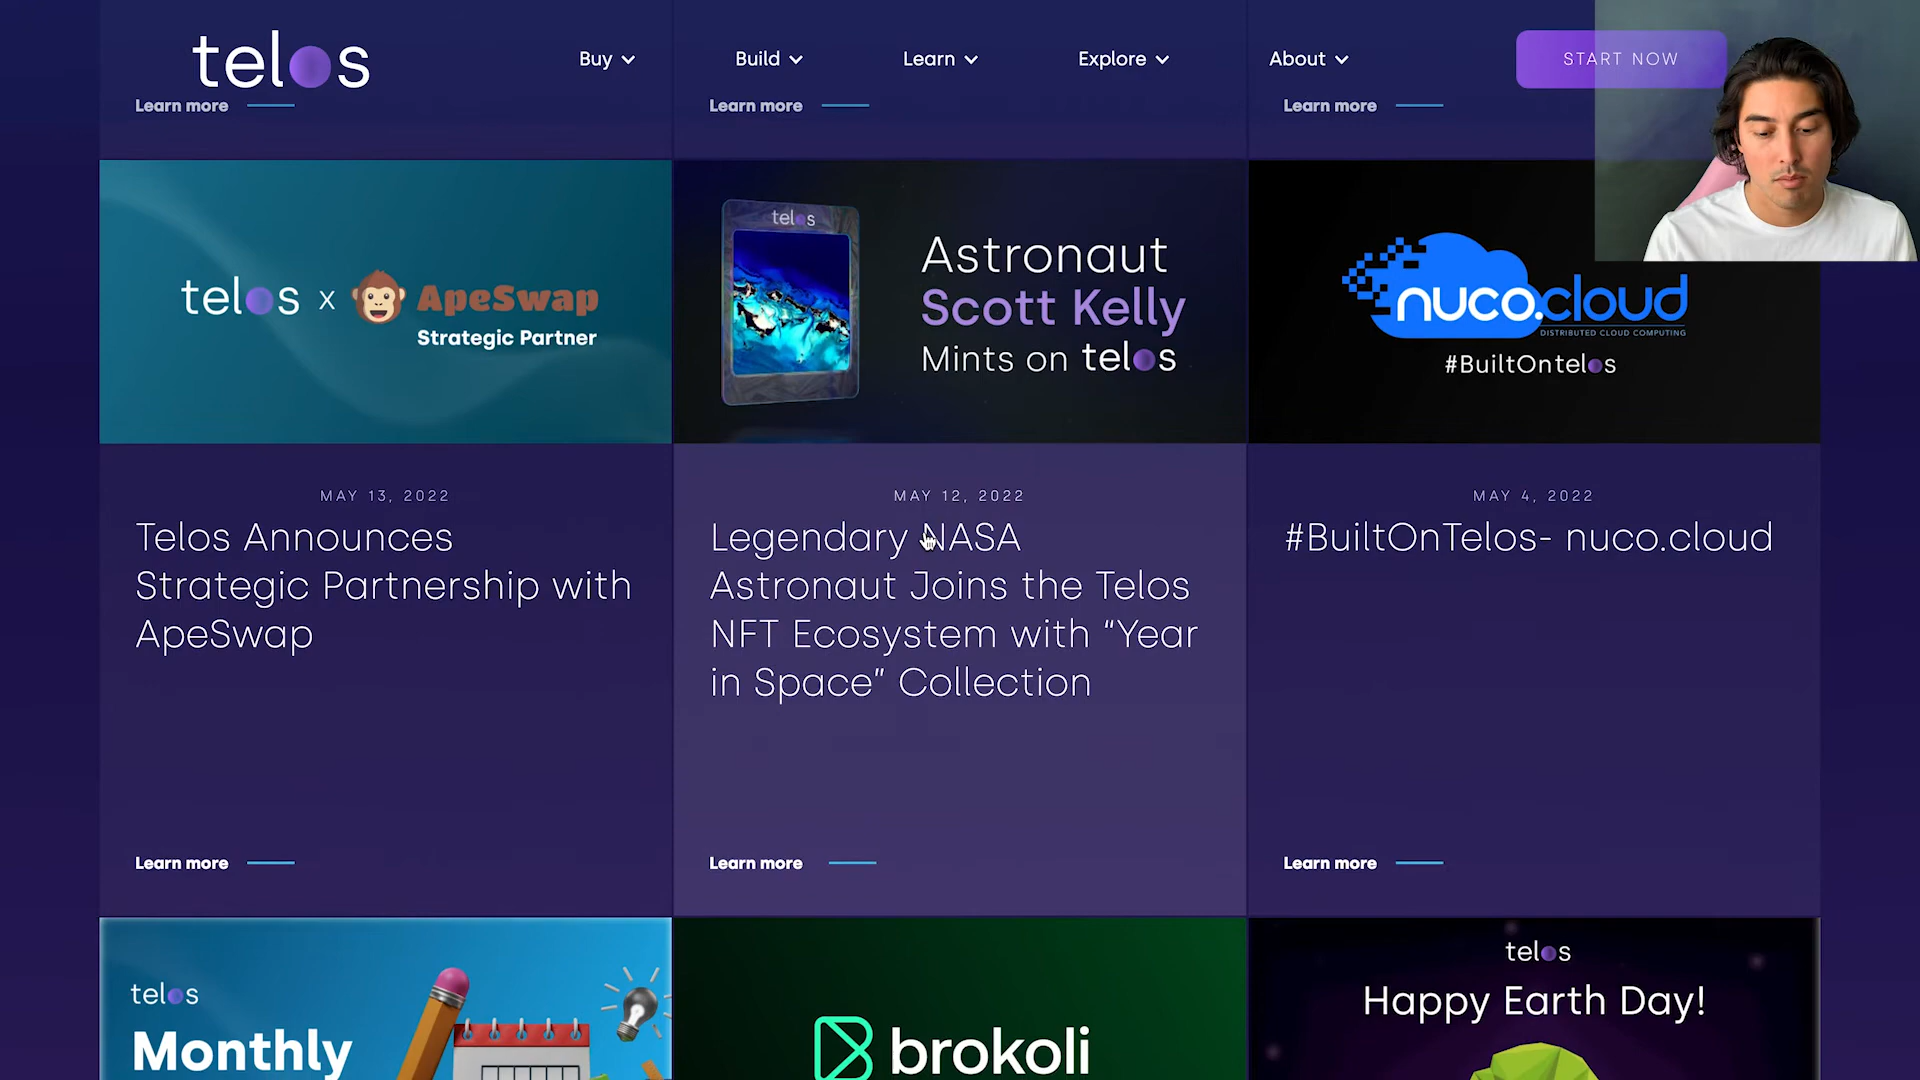 telos
Buy
Build
Learn
Explore
About
START NOW
Learn more
Learn more
Learn more
telos x ApeSwap
Strategic Partner
telos
Astronaut
Scott Kelly
Mints on telos
nuco.cloud
DISTRIBUTED CLOUD COMPUTING
#BuiltOntelos
MAY 13, 2022
Telos Announces
Strategic Partnership with
ApeSwap
Learn more
MAY 12, 2022
Legendary NASA
Astronaut Joins the Telos
NFT Ecosystem with “Year
in Space” Collection
Learn more
MAY 4, 2022
#BuiltOnTelos- nuco.cloud
Learn more
telos
Monthly
brokoli
telos
Happy Earth Day!